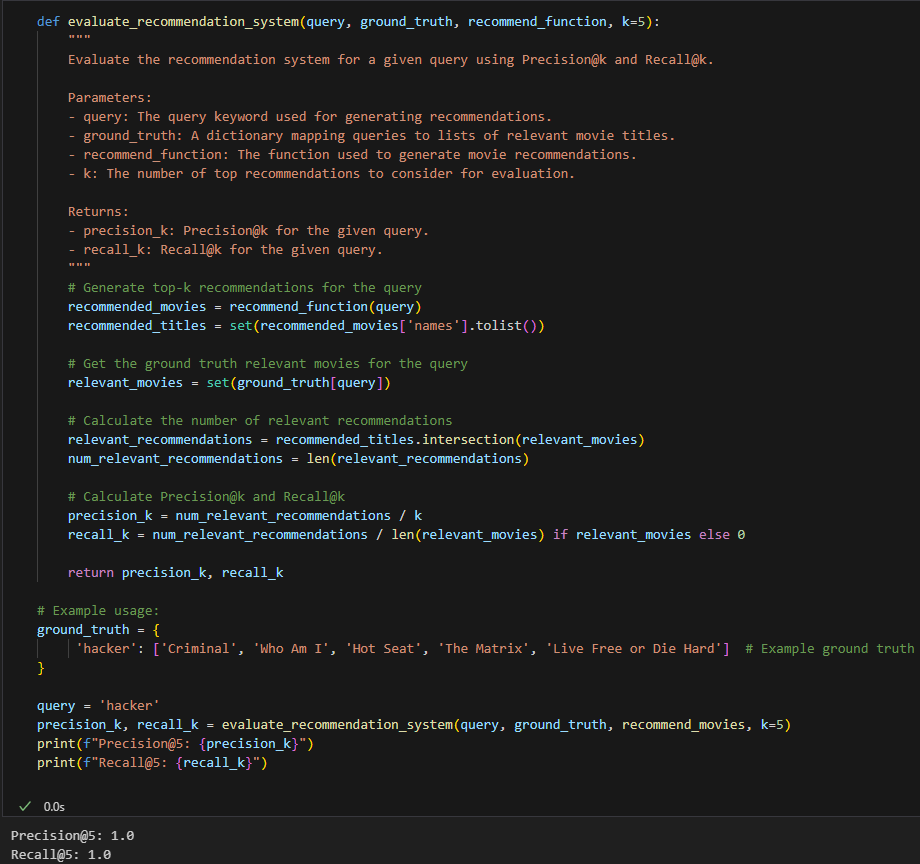 def evaluate_recommendation_system(query, ground_truth, recommend_function, k=5):
    """
    Evaluate the recommendation system for a given query using Precision@k and Recall@k.

    Parameters:
    - query: The query keyword used for generating recommendations.
    - ground_truth: A dictionary mapping queries to lists of relevant movie titles.
    - recommend_function: The function used to generate movie recommendations.
    - k: The number of top recommendations to consider for evaluation.

    Returns:
    - precision_k: Precision@k for the given query.
    - recall_k: Recall@k for the given query.
    """
    # Generate top-k recommendations for the query
    recommended_movies = recommend_function(query)
    recommended_titles = set(recommended_movies['names'].tolist())

    # Get the ground truth relevant movies for the query
    relevant_movies = set(ground_truth[query])

    # Calculate the number of relevant recommendations
    relevant_recommendations = recommended_titles.intersection(relevant_movies)
    num_relevant_recommendations = len(relevant_recommendations)

    # Calculate Precision@k and Recall@k
    precision_k = num_relevant_recommendations / k
    recall_k = num_relevant_recommendations / len(relevant_movies) if relevant_movies else 0

    return precision_k, recall_k

# Example usage:
ground_truth = {
     'hacker': ['Criminal', 'Who Am I', 'Hot Seat', 'The Matrix', 'Live Free or Die Hard']  # Example ground truth
}

query = 'hacker'
precision_k, recall_k = evaluate_recommendation_system(query, ground_truth, recommend_movies, k=5)
print(f"Precision@5: {precision_k}")
print(f"Recall@5: {recall_k}")
✓ 0.0s
Precision@5: 1.0
Recall@5: 1.0